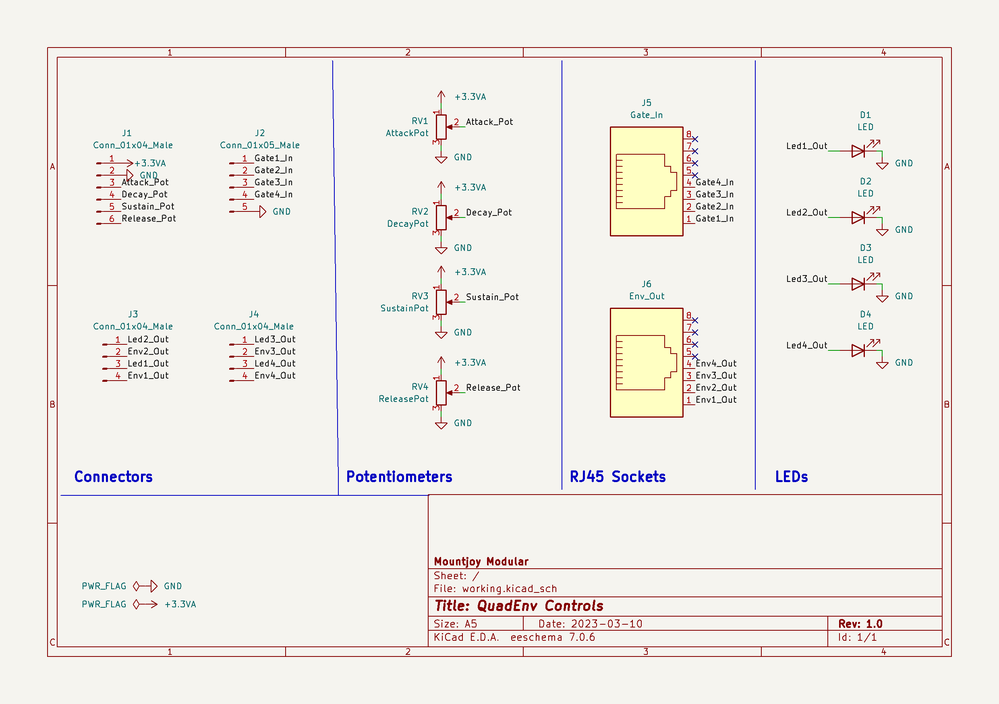 1 2 3 4
A
B
C
J1
Conn_01x04_Male
1 +3.3VA
2 GND
3 Attack_Pot
4 Decay_Pot
5 Sustain_Pot
6 Release_Pot
J2
Conn_01x05_Male
1 Gate1_In
2 Gate2_In
3 Gate3_In
4 Gate4_In
5 GND
J3
Conn_01x04_Male
1 Led2_Out
2 Env2_Out
3 Led1_Out
4 Env1_Out
J4
Conn_01x04_Male
1 Led3_Out
2 Env3_Out
3 Led4_Out
4 Env4_Out
Connectors
+3.3VA
1
RV1
AttackPot
2 Attack_Pot
3
GND
+3.3VA
1
RV2
DecayPot
2 Decay_Pot
3
GND
+3.3VA
1
RV3
SustainPot
2 Sustain_Pot
3
GND
+3.3VA
1
RV4
ReleasePot
2 Release_Pot
3
GND
Potentiometers
J5
Gate_In
8
7
6
5
4 Gate4_In
3 Gate3_In
2 Gate2_In
1 Gate1_In
J6
Env_Out
8
7
6
5
4 Env4_Out
3 Env3_Out
2 Env2_Out
1 Env1_Out
RJ45 Sockets
D1
LED
Led1_Out
GND
D2
LED
Led2_Out
GND
D3
LED
Led3_Out
GND
D4
LED
Led4_Out
GND
LEDs
A
B
C
PWR_FLAG GND
PWR_FLAG +3.3VA
Mountjoy Modular
Sheet: /
File: working.kicad_sch
Title: QuadEnv Controls
Size: A5 Date: 2023-03-10 Rev: 1.0
KiCad E.D.A. eeschema 7.0.6 Id: 1/1
1 2 3 4